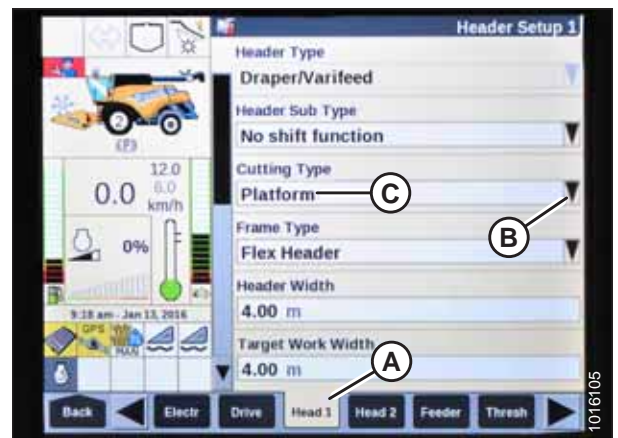 Header Setup 1
Header Type
Draper/Varifeed
Header Sub Type
No shift function
Cutting Type
Platform
C
B
Frame Type
Flex Header
Header Width
4.00 m
Target Work Width
A
4.00 m
2
(P)
12.0
0.0 6.0
km/h
0%
9:18 am - Jan 13, 2016
GPS
MAN
Back
Electr
Drive
Head 1
Head 2
Feeder
Thresh
1016105